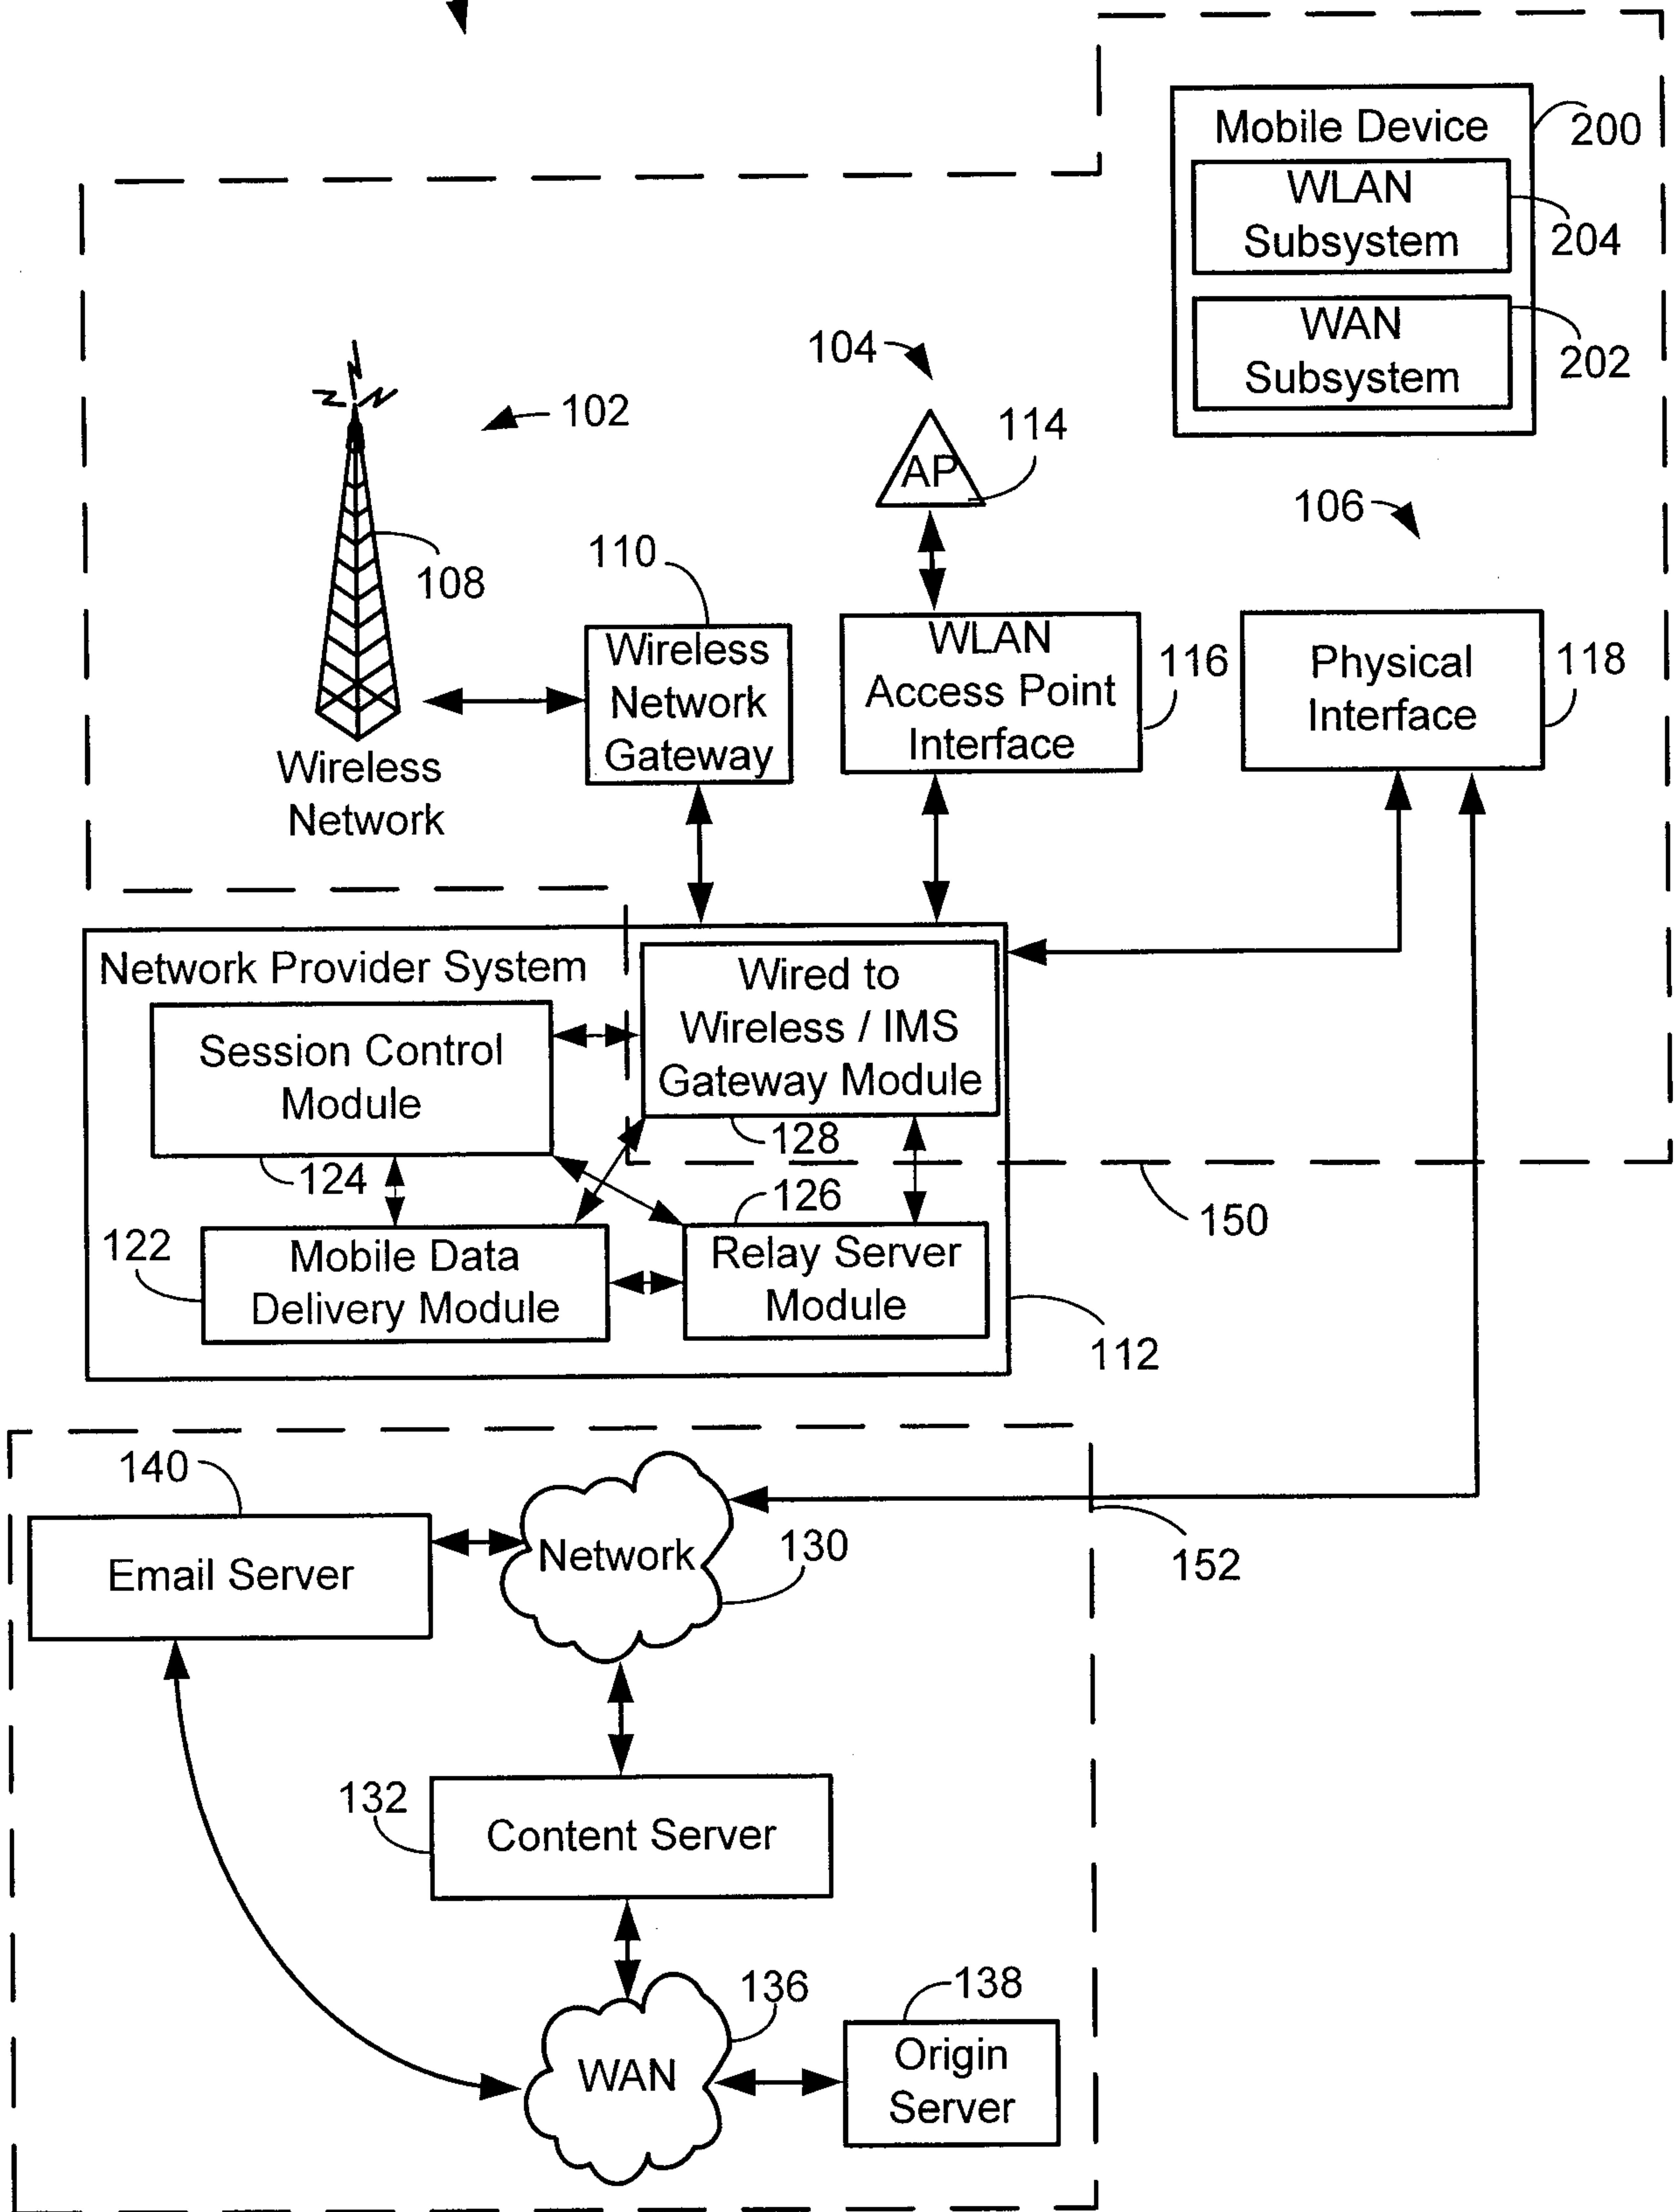 Mobile Device
200
WLAN
Subsystem
204
WAN
Subsystem
202
104
102
AP
114
106
108
110
Wireless
Network
Gateway
WLAN
Access Point
Interface
116
Physical
Interface
118
Wireless
Network
Network Provider System
Wired to
Wireless / IMS
Gateway Module
128
Session Control
Module
124
126
150
122
Mobile Data
Delivery Module
Relay Server
Module
112
140
Email Server
Network
130
152
132
Content Server
136
138
WAN
Origin
Server